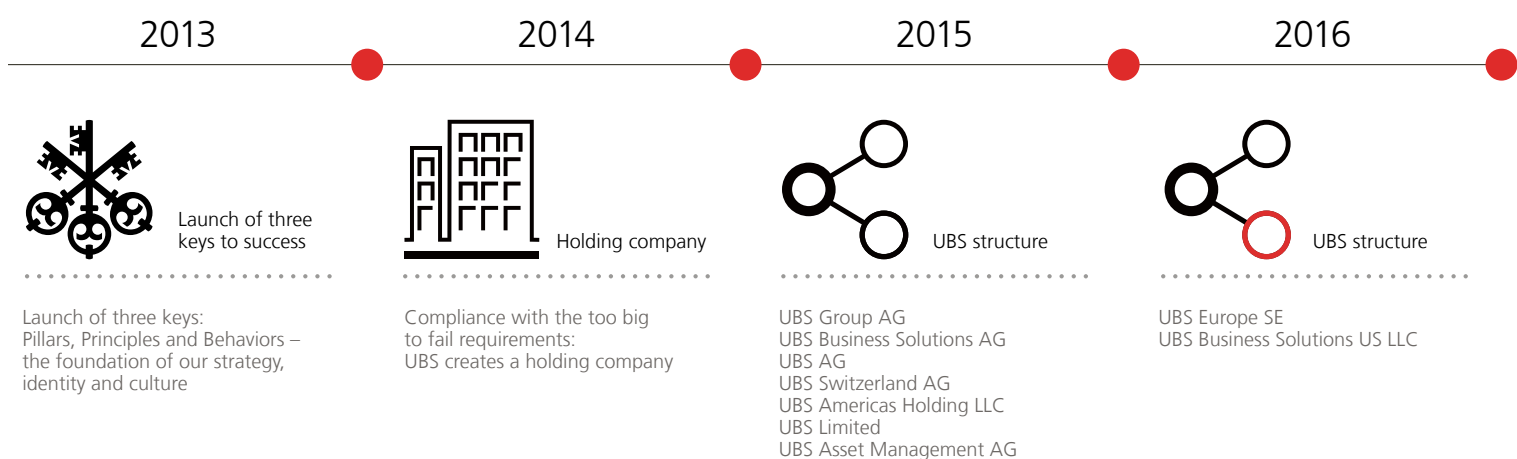 2013
2014
2015
2016
Launch of three
keys to success
Holding company
UBS structure
UBS structure
Launch of three keys:
Pillars, Principles and Behaviors –
the foundation of our strategy,
identity and culture
Compliance with the too big
to fail requirements:
UBS creates a holding company
UBS Group AG
UBS Business Solutions AG
UBS AG
UBS Switzerland AG
UBS Americas Holding LLC
UBS Limited
UBS Asset Management AG
UBS Europe SE
UBS Business Solutions US LLC